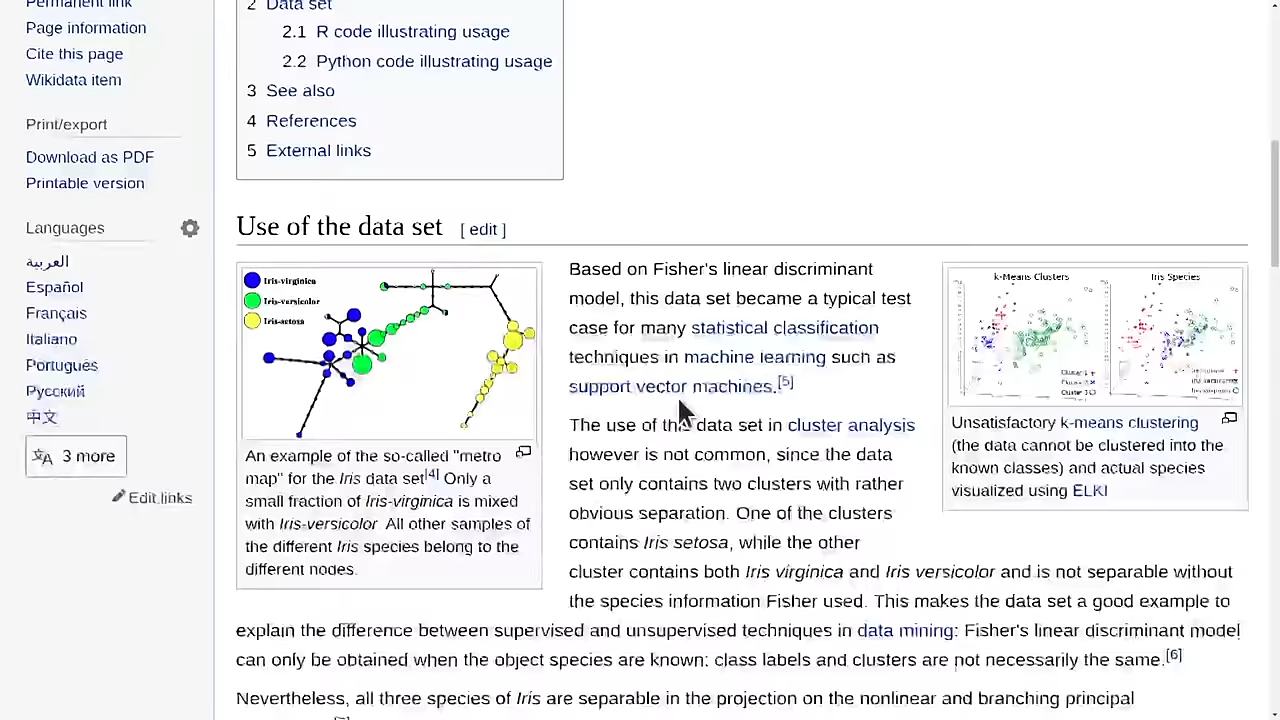 Permanent link
Page information
Cite this page
Wikidata item
Print/export
Download as PDF
Printable version
Languages
العربية
Español
Français
Italiano
Português
Русский
中文
3 more
Edit links
2 Data set
2.1 R code illustrating usage
2.2 Python code illustrating usage
3 See also
4 References
5 External links
Use of the data set [ edit ]
Iris-virginica
Iris-versicolor
Iris-setosa
An example of the so-called "metro
map" for the Iris data set[4] Only a
small fraction of Iris-virginica is mixed
with Iris-versicolor. All other samples of
the different Iris species belong to the
different nodes.
Based on Fisher's linear discriminant
model, this data set became a typical test
case for many statistical classification
techniques in machine learning such as
support vector machines.[5]
The use of the data set in cluster analysis
however is not common, since the data
set only contains two clusters with rather
obvious separation. One of the clusters
contains Iris setosa, while the other
cluster contains both Iris virginica and Iris versicolor and is not separable without
the species information Fisher used. This makes the data set a good example to
explain the difference between supervised and unsupervised techniques in data mining: Fisher's linear discriminant model
can only be obtained when the object species are known: class labels and clusters are not necessarily the same.[6]
Nevertheless, all three species of Iris are separable in the projection on the nonlinear and branching principal
k-Means Clusters
Iris Species
Cluster 1
Cluster 2
Cluster 3
Unsatisfactory k-means clustering
(the data cannot be clustered into the
known classes) and actual species
visualized using ELKI